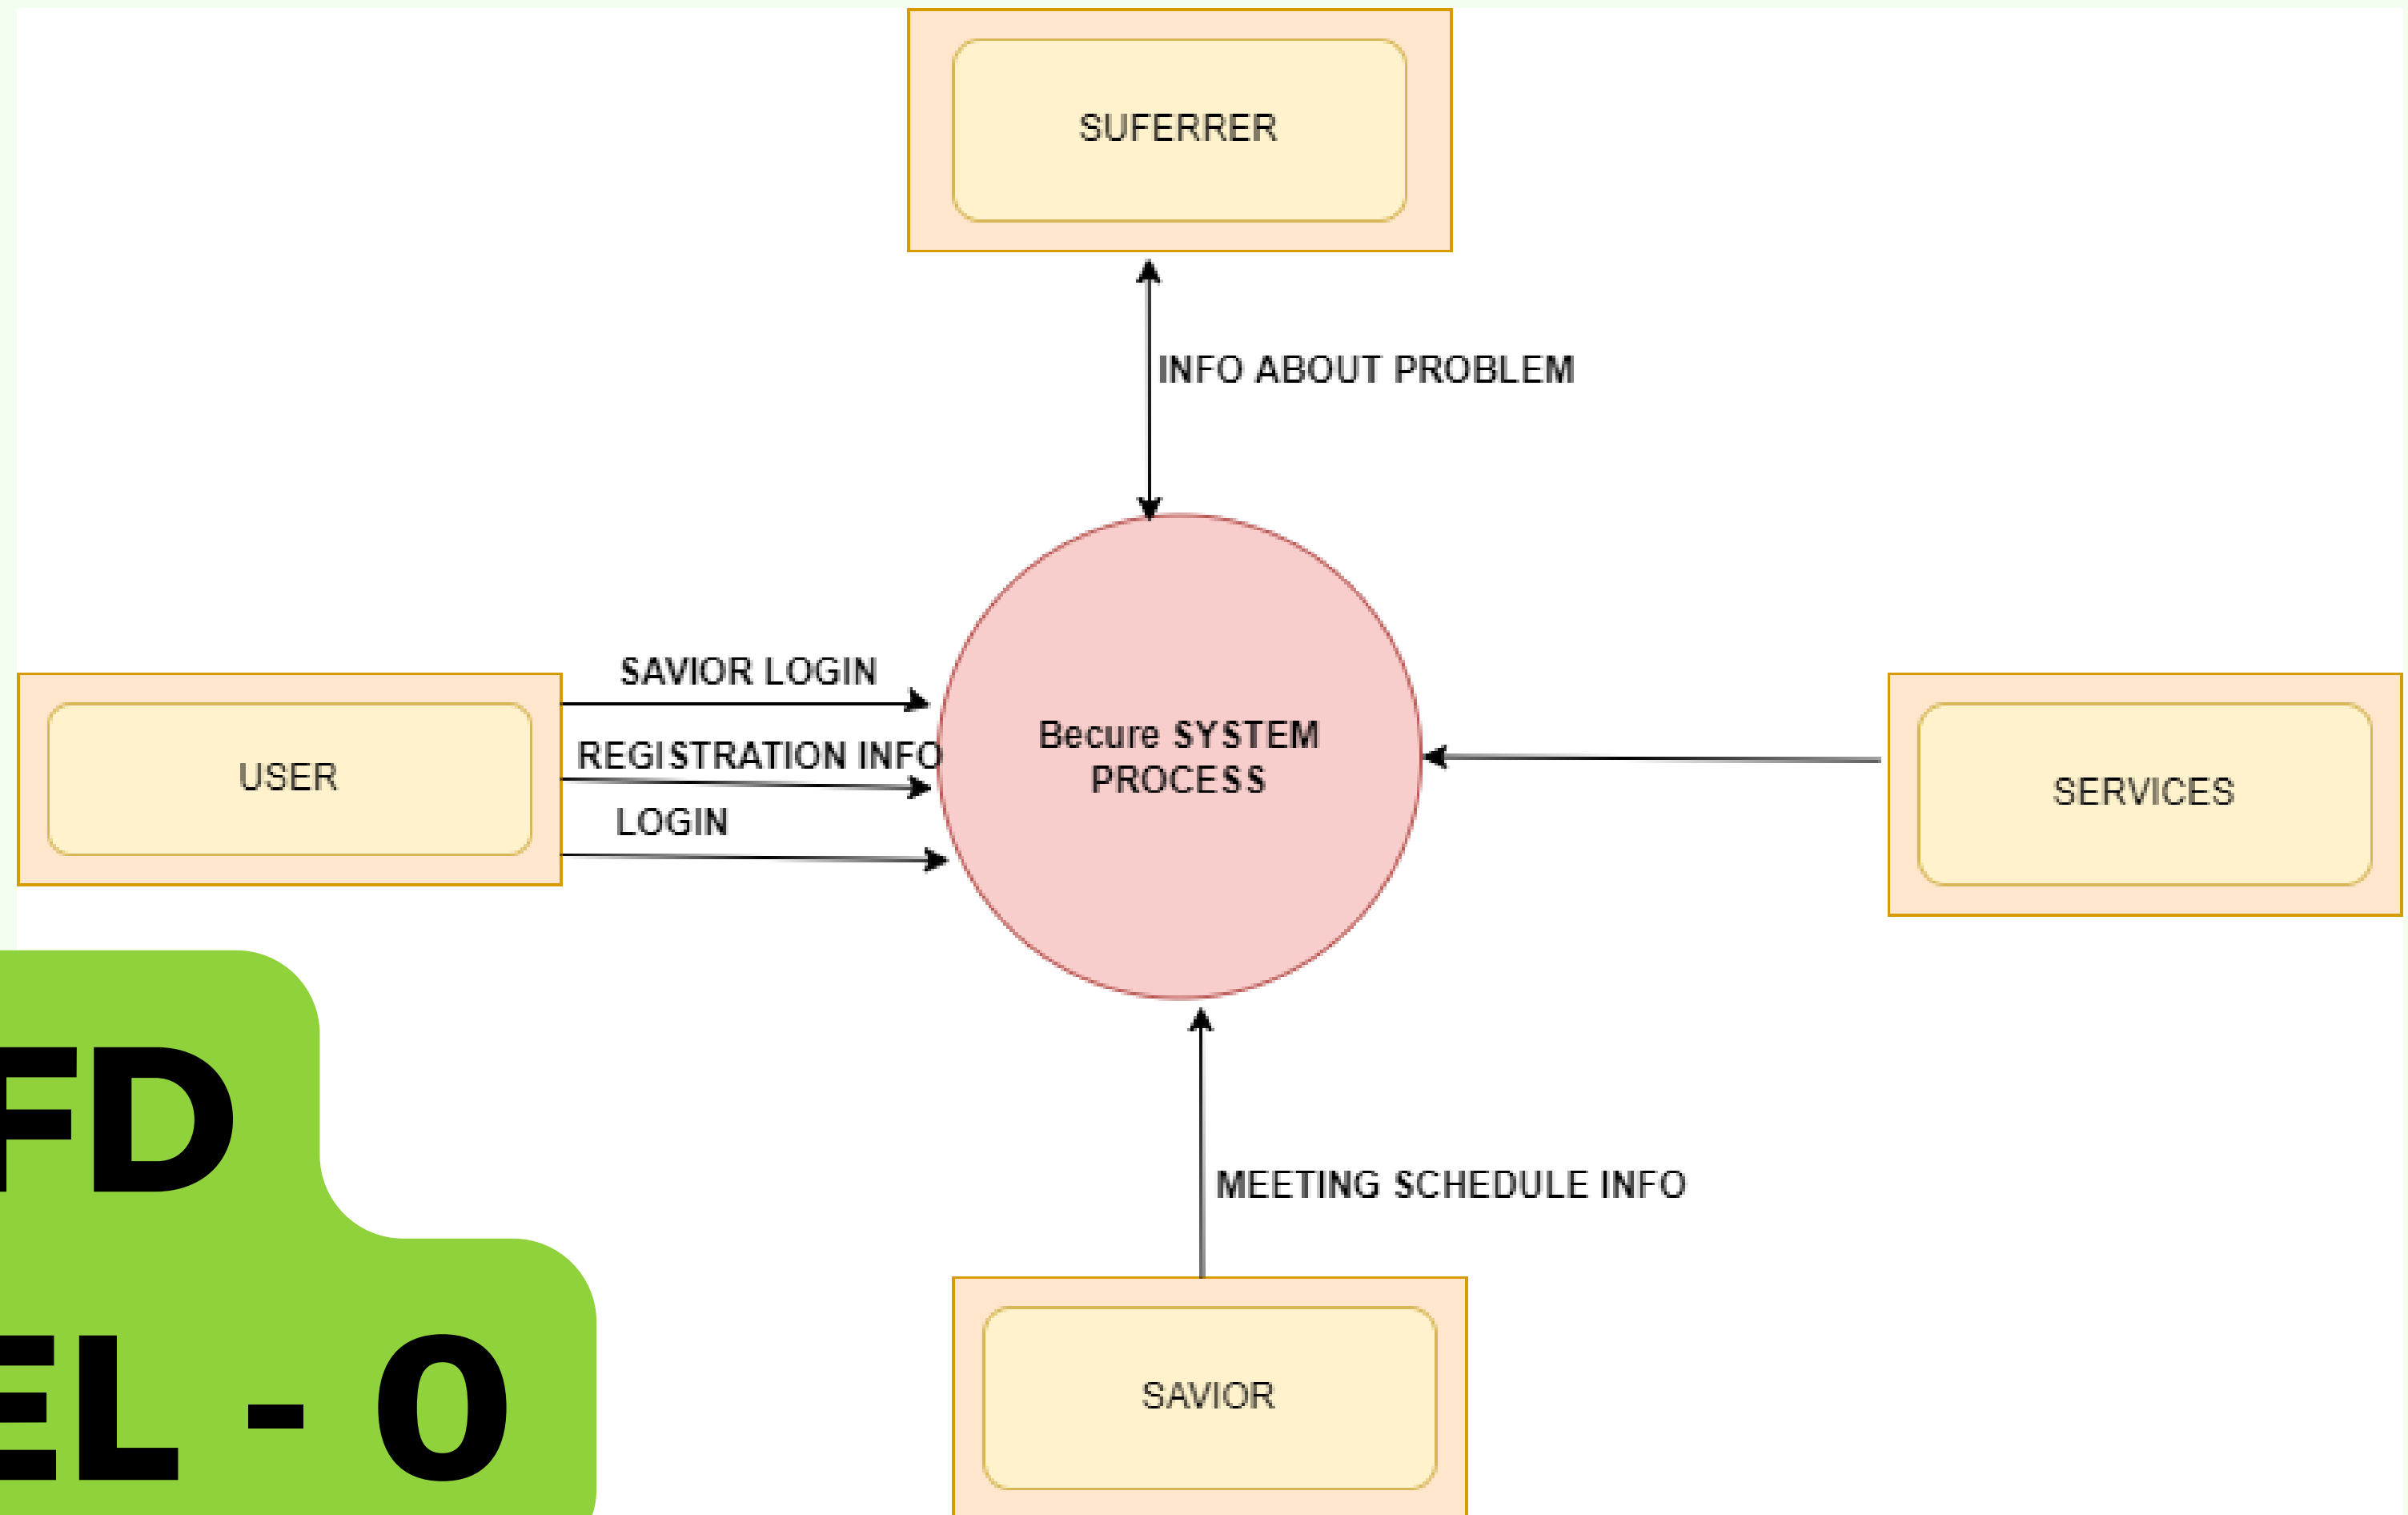 SUFERRER
INFO ABOUT PROBLEM
SAVIOR LOGIN
REGISTRATION INFO
LOGIN
USER
Becure SYSTEM
PROCESS
SERVICES
MEETING SCHEDULE INFO
SAVIOR
FD
EL - 0